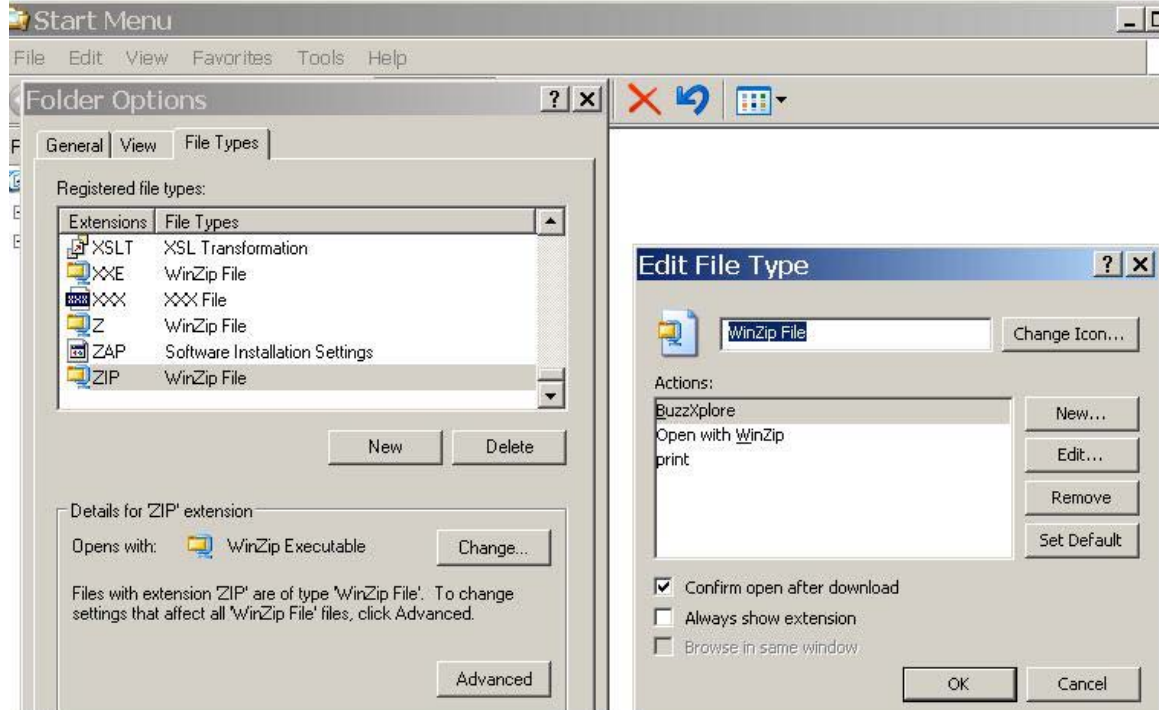 Start Menu
File Edit View Favorites Tools Help
Folder Options
General View File Types
Registered file types:
Extensions File Types
XSLT XSL Transformation
XXE WinZip File
XXX XXX File
Z WinZip File
ZAP Software Installation Settings
ZIP WinZip File
New Delete
Details for 'ZIP' extension
Opens with: WinZip Executable Change...
Files with extension 'ZIP' are of type 'WinZip File'. To change
settings that affect all 'WinZip File' files, click Advanced.
Advanced
Edit File Type
WinZip File Change Icon...
Actions:
BuzzXplore
Open with WinZip
print
New...
Edit...
Remove
Set Default
Confirm open after download
Always show extension
Browse in same window
OK Cancel